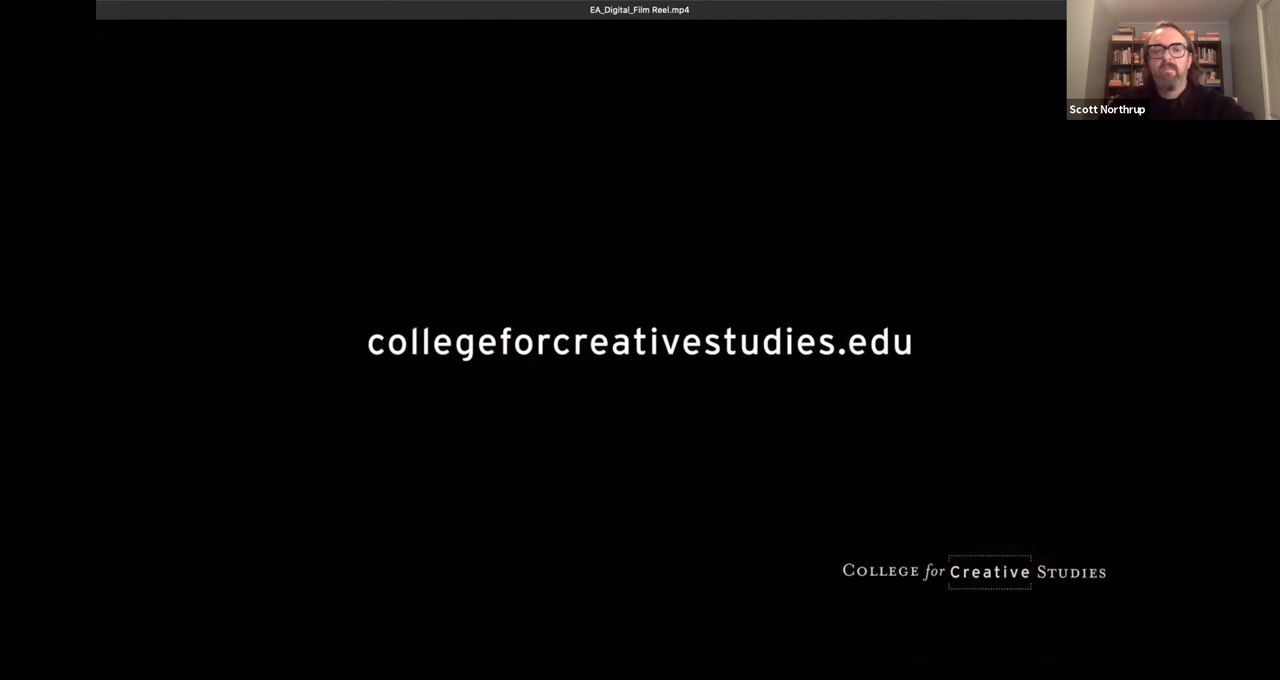 EA_Digital_Film Reel.mp4
Scott Northrup
collegeforcreativestudies.edu
COLLEGE for Creative STUDIES